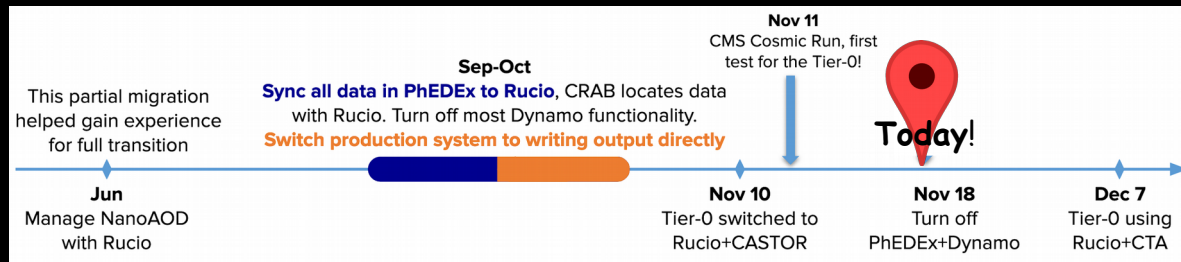 This partial migration
helped gain experience
for full transition
Jun
Manage NanoAOD
with Rucio
Sep-Oct
Sync all data in PhEDEx to Rucio, CRAB locates data
with Rucio. Turn off most Dynamo functionality.
Switch production system to writing output directly
Nov 10
Tier-0 switched to
Rucio+CASTOR
Nov 11
CMS Cosmic Run, first
test for the Tier-0!
Today!
Nov 18
Turn off
PhEDEx+Dynamo
Dec 7
Tier-0 using
Rucio+CTA